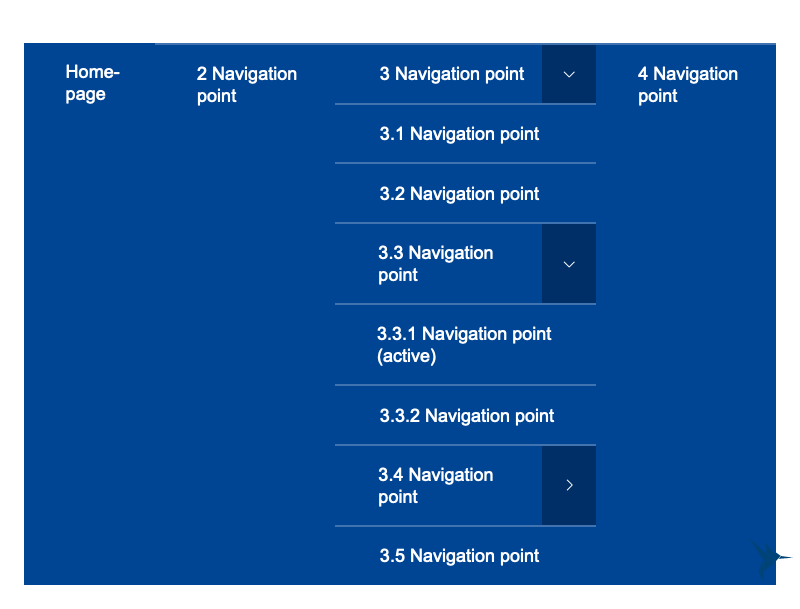 Home-
page
2 Navigation
point
3 Navigation point
3.1 Navigation point
3.2 Navigation point
3.3 Navigation
point
3.3.1 Navigation point
(active)
3.3.2 Navigation point
3.4 Navigation
point
3.5 Navigation point
4 Navigation
point